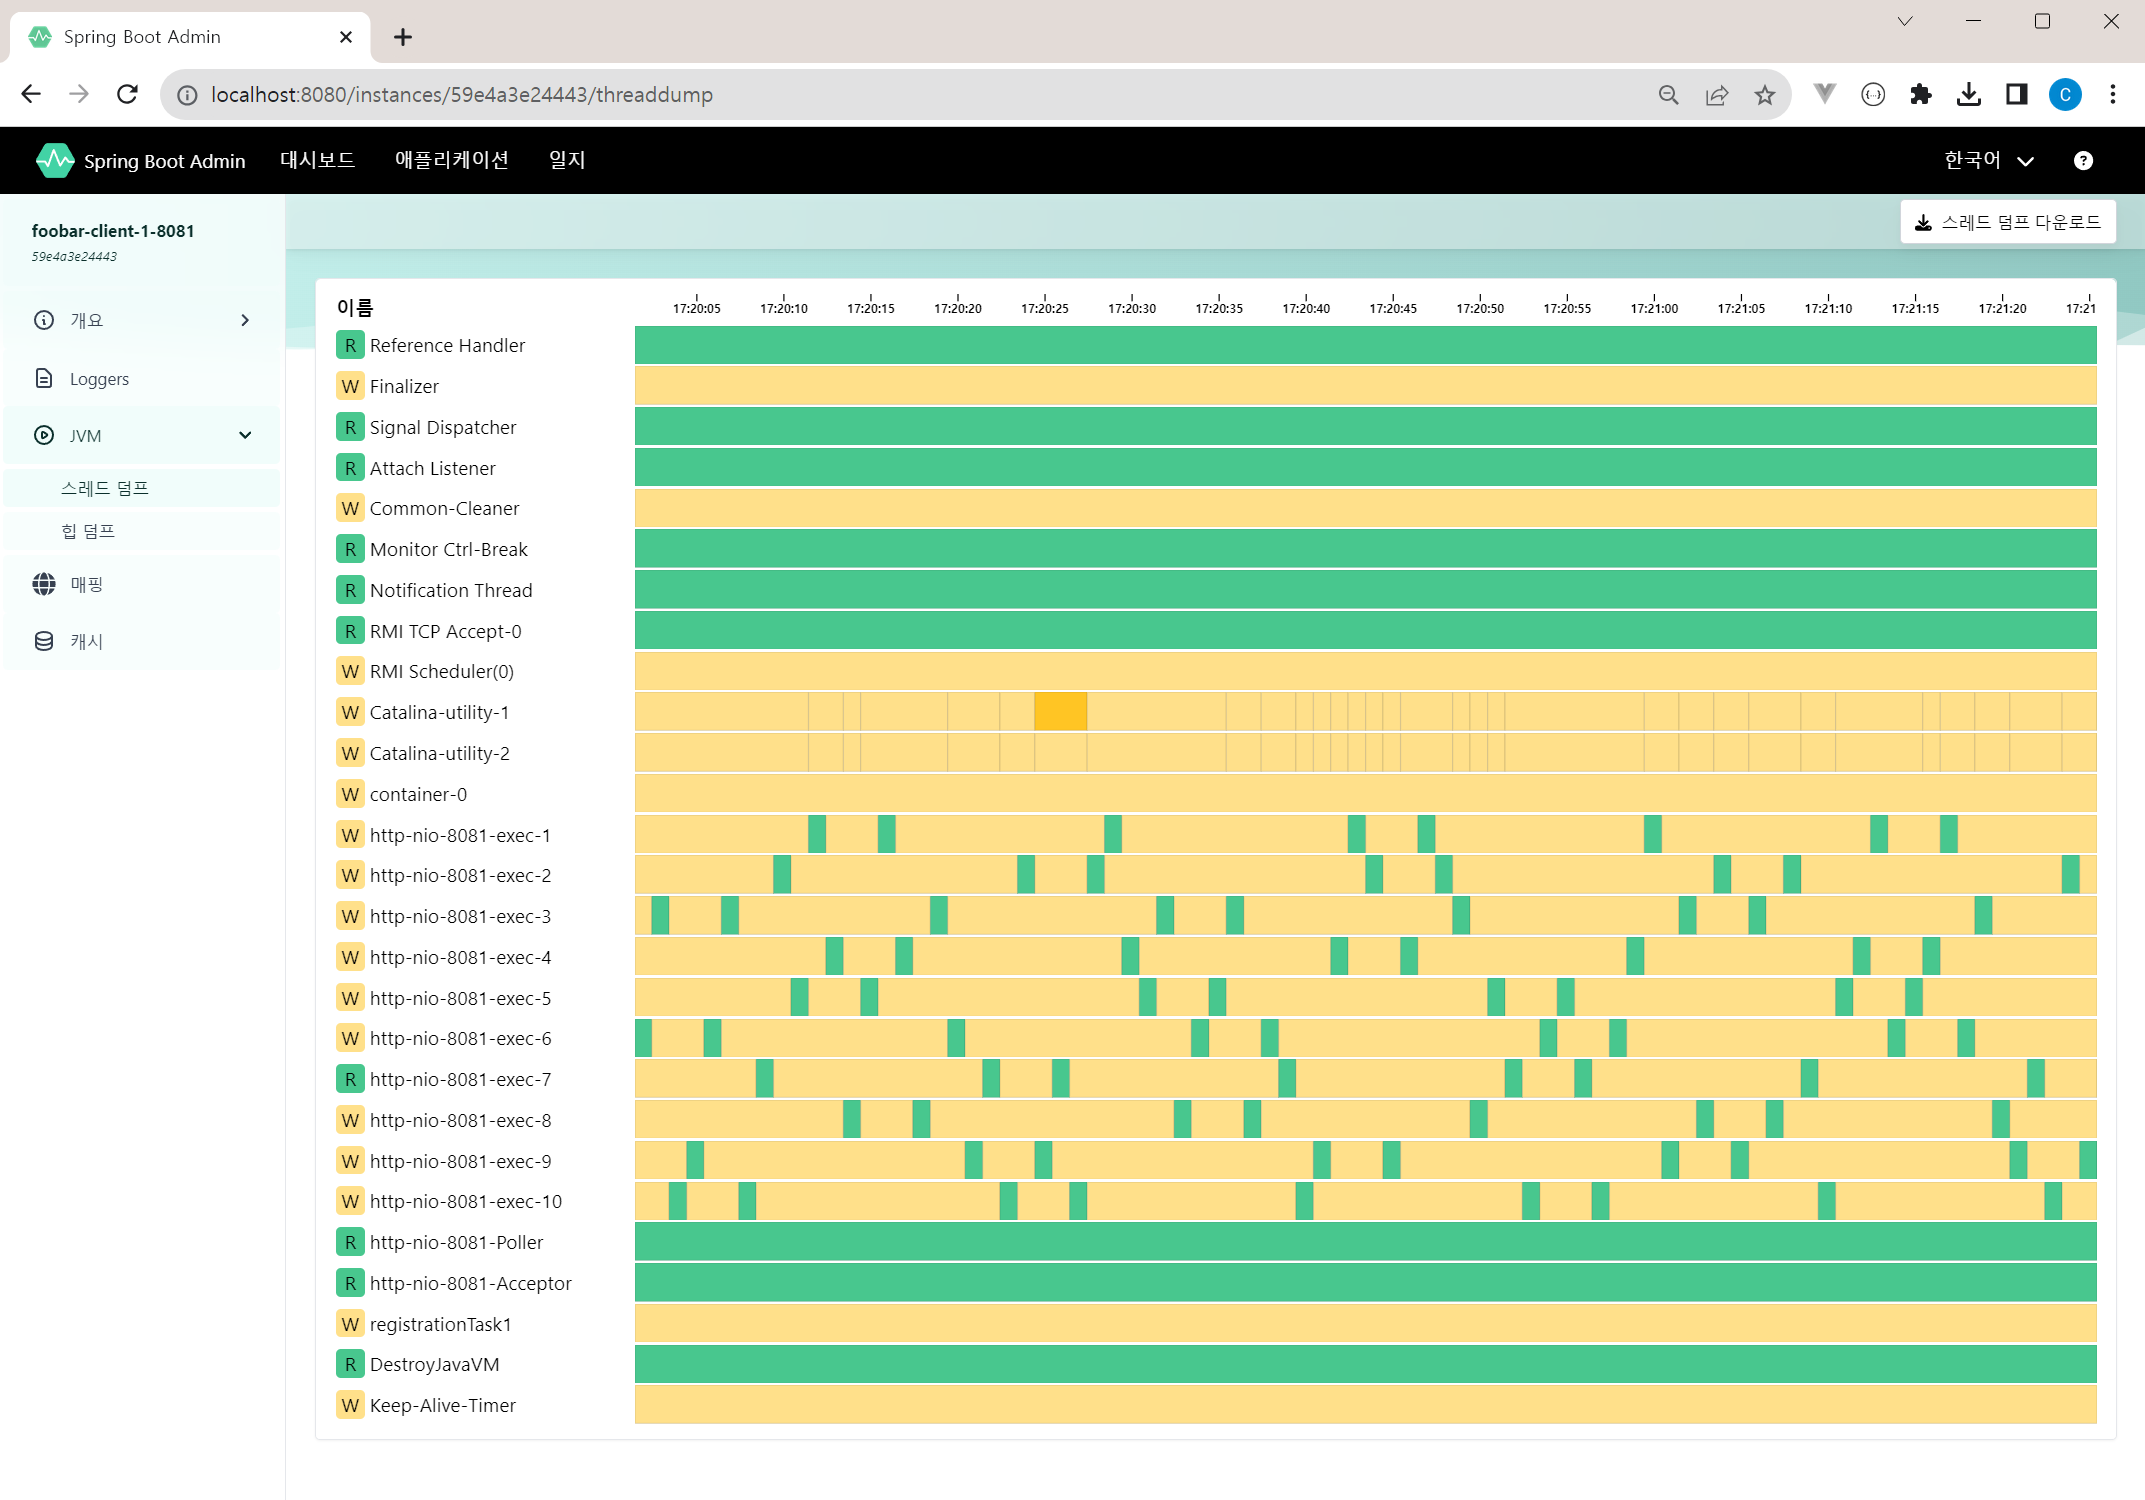 Spring Boot Admin
localhost:8080/instances/59e4a3e24443/threaddump
C
Spring Boot Admin 대시보드 애플리케이션 일지 한국어
foobar-client-1-8081
59e4a3e24443
스레드 덤프 다운로드
개요
Loggers
JVM
스레드 덤프
힙 덤프
매핑
캐시
이름 17:20:05 17:20:10 17:20:15 17:20:20 17:20:25 17:20:30 17:20:35 17:20:40 17:20:45 17:20:50 17:20:55 17:21:00 17:21:05 17:21:10 17:21:15 17:21:20 17:21
R Reference Handler
W Finalizer
R Signal Dispatcher
R Attach Listener
W Common-Cleaner
R Monitor Ctrl-Break
R Notification Thread
R RMI TCP Accept-0
W RMI Scheduler(0)
W Catalina-utility-1
W Catalina-utility-2
W container-0
W http-nio-8081-exec-1
W http-nio-8081-exec-2
W http-nio-8081-exec-3
W http-nio-8081-exec-4
W http-nio-8081-exec-5
W http-nio-8081-exec-6
R http-nio-8081-exec-7
W http-nio-8081-exec-8
W http-nio-8081-exec-9
W http-nio-8081-exec-10
R http-nio-8081-Poller
R http-nio-8081-Acceptor
W registrationTask1
R DestroyJavaVM
W Keep-Alive-Timer